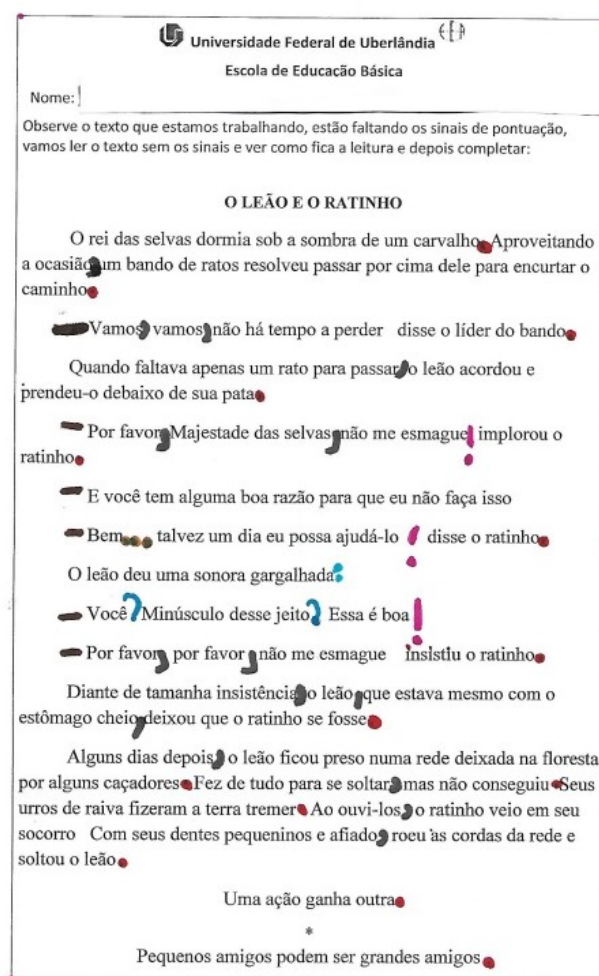 Universidade Federal de Uberlândia
Escola de Educação Básica
Nome:
Observe o texto que estamos trabalhando, estão faltando os sinais de pontuação,
vamos ler o texto sem os sinais e ver como fica a leitura e depois completar:
O LEÃO E O RATINHO
O rei das selvas dormia sob a sombra de um carvalho. Aproveitando
a ocasião, um bando de ratos resolveu passar por cima dele para encurtar o
caminho.
— Vamos, vamos, não há tempo a perder disse o líder do bando.
Quando faltava apenas um rato para passar, o leão acordou e
prendeu-o debaixo de sua pata.
— Por favor, Majestade das selvas, não me esmague! implorou o
ratinho.
— E você tem alguma boa razão para que eu não faça isso
— Bem... talvez um dia eu possa ajudá-lo ! disse o ratinho.
O leão deu uma sonora gargalhada:
— Você? Minúsculo desse jeito? Essa é boa!
— Por favor, por favor, não me esmague insistiu o ratinho.
Diante de tamanha insistência, o leão, que estava mesmo com o
estômago cheio, deixou que o ratinho se fosse.
Alguns dias depois, o leão ficou preso numa rede deixada na floresta
por alguns caçadores. Fez de tudo para se soltar, mas não conseguiu. Seus
urros de raiva fizeram a terra tremer. Ao ouvi-los, o ratinho veio em seu
socorro Com seus dentes pequeninos e afiado, roeu as cordas da rede e
soltou o leão.
Uma ação ganha outra.
*
Pequenos amigos podem ser grandes amigos.